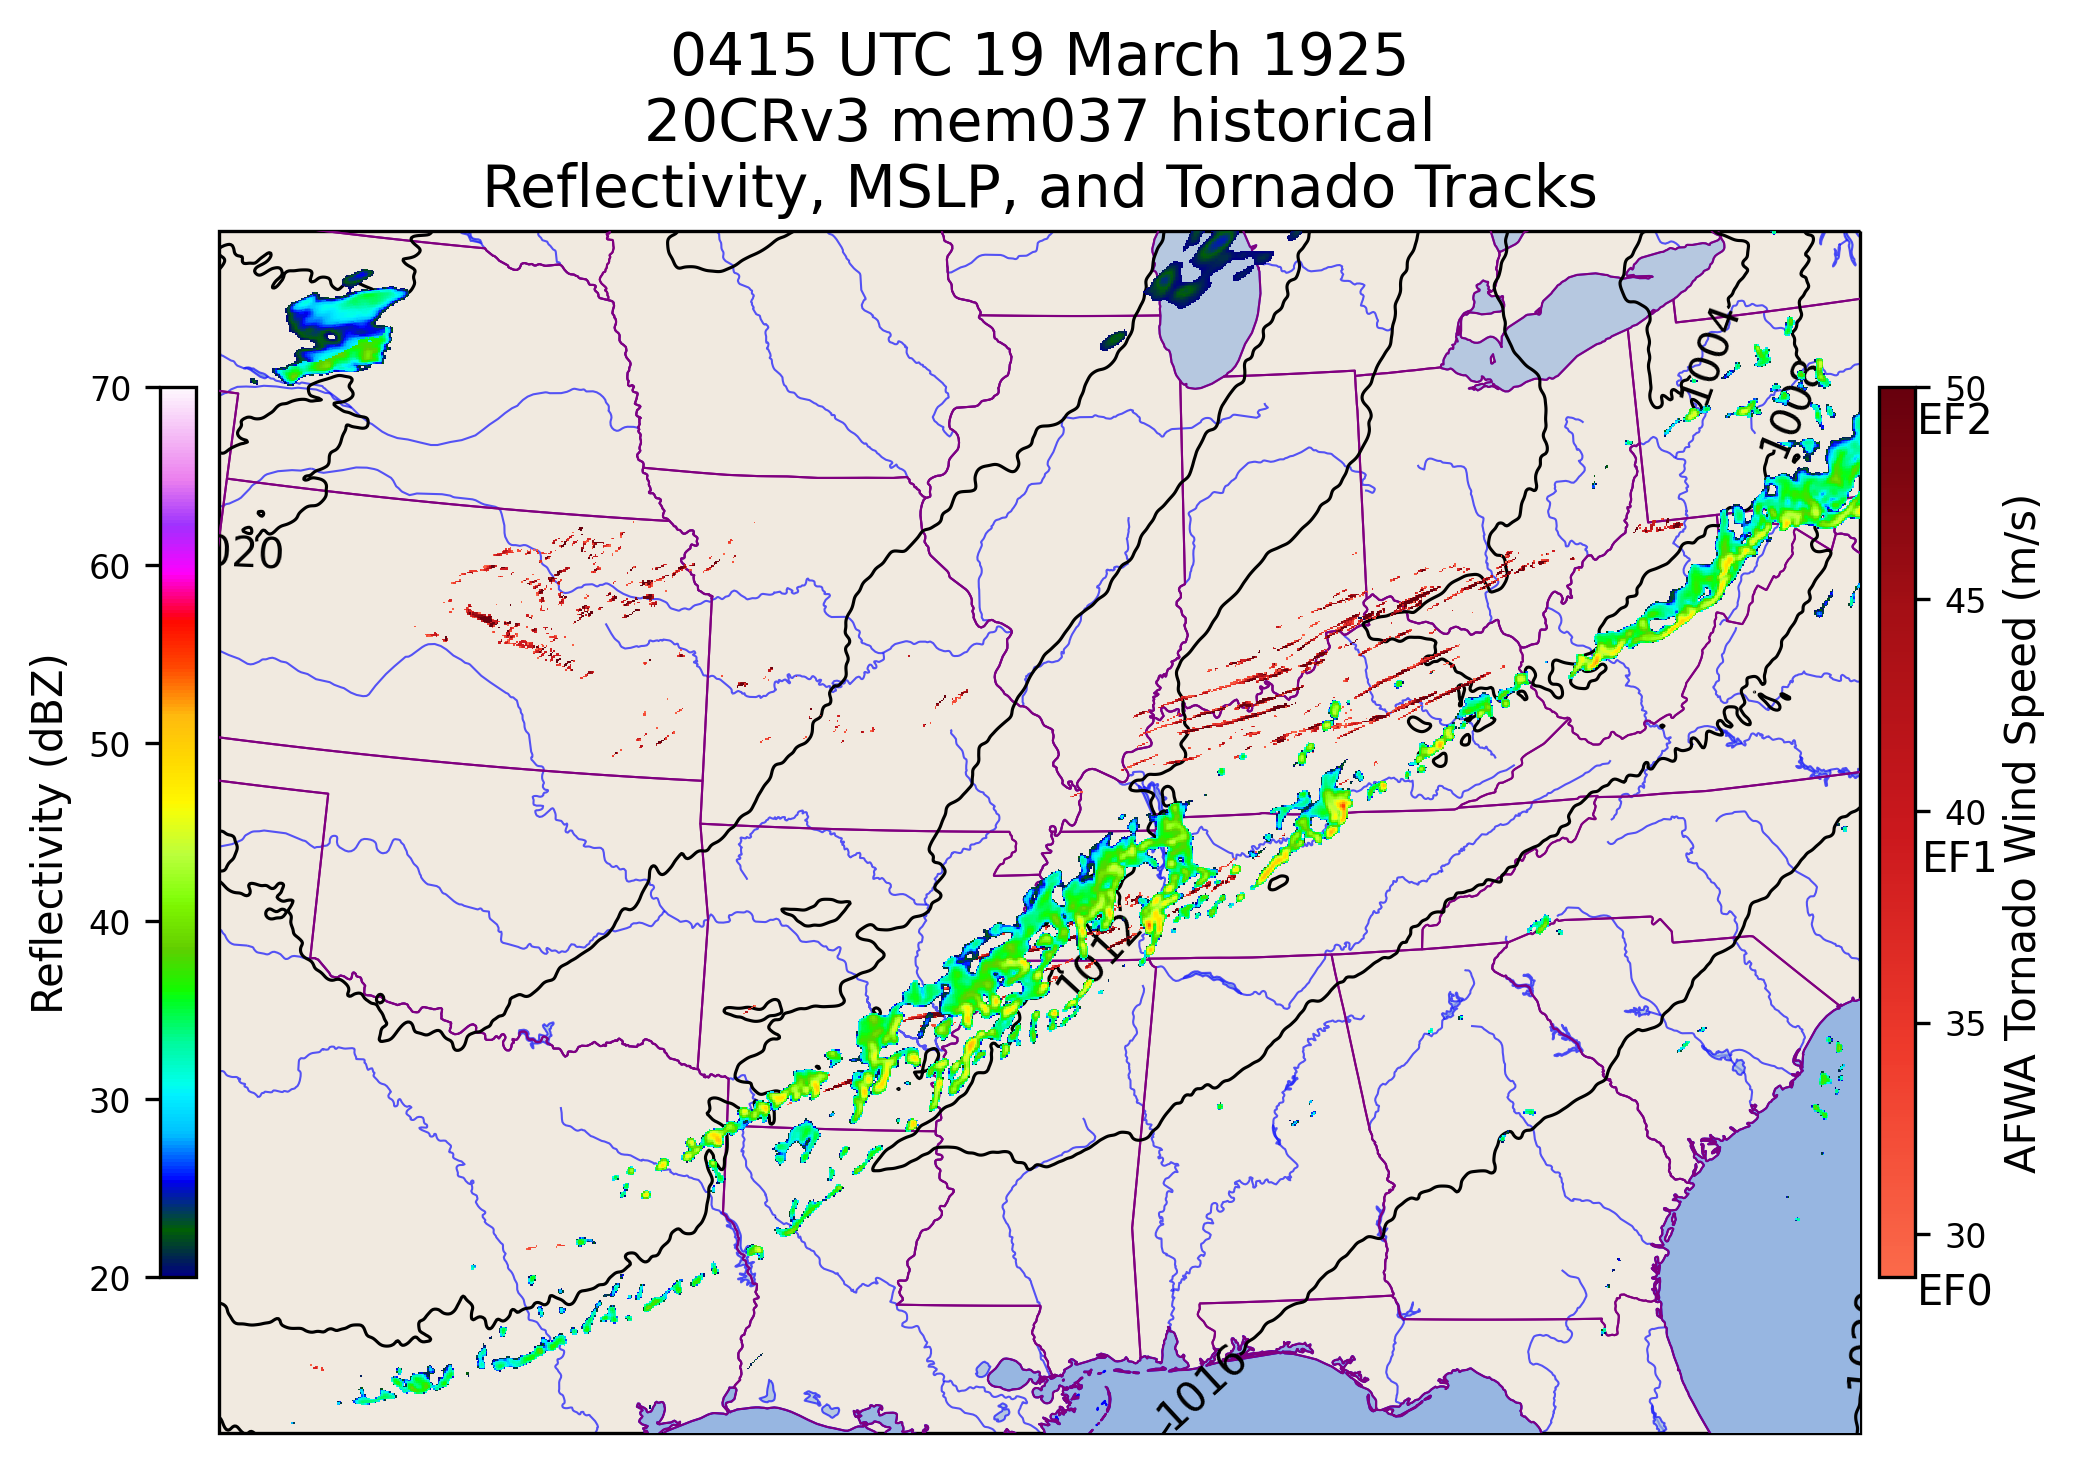 0415 UTC 19 March 1925
20CRv3 mem037 historical
Reflectivity, MSLP, and Tornado Tracks
Reflectivity (dBZ)
70
60
50
40
30
20
020
1004
1008
1012
1016
1020
50
EF2
45
40
EF1
35
30
EF0
AFWA Tornado Wind Speed (m/s)